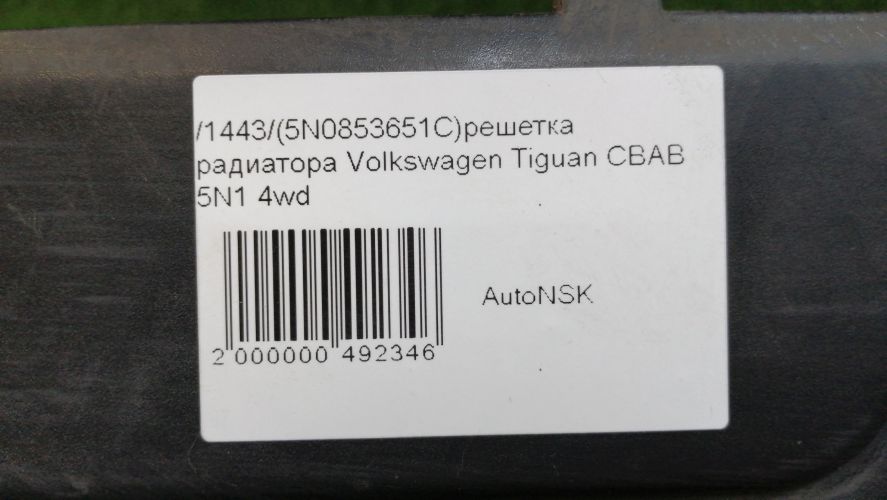 /1443/(5N0853651C)решетка
радиатора Volkswagen Tiguan CBAB
5N1 4wd
AutoNSK
2 000000 492346